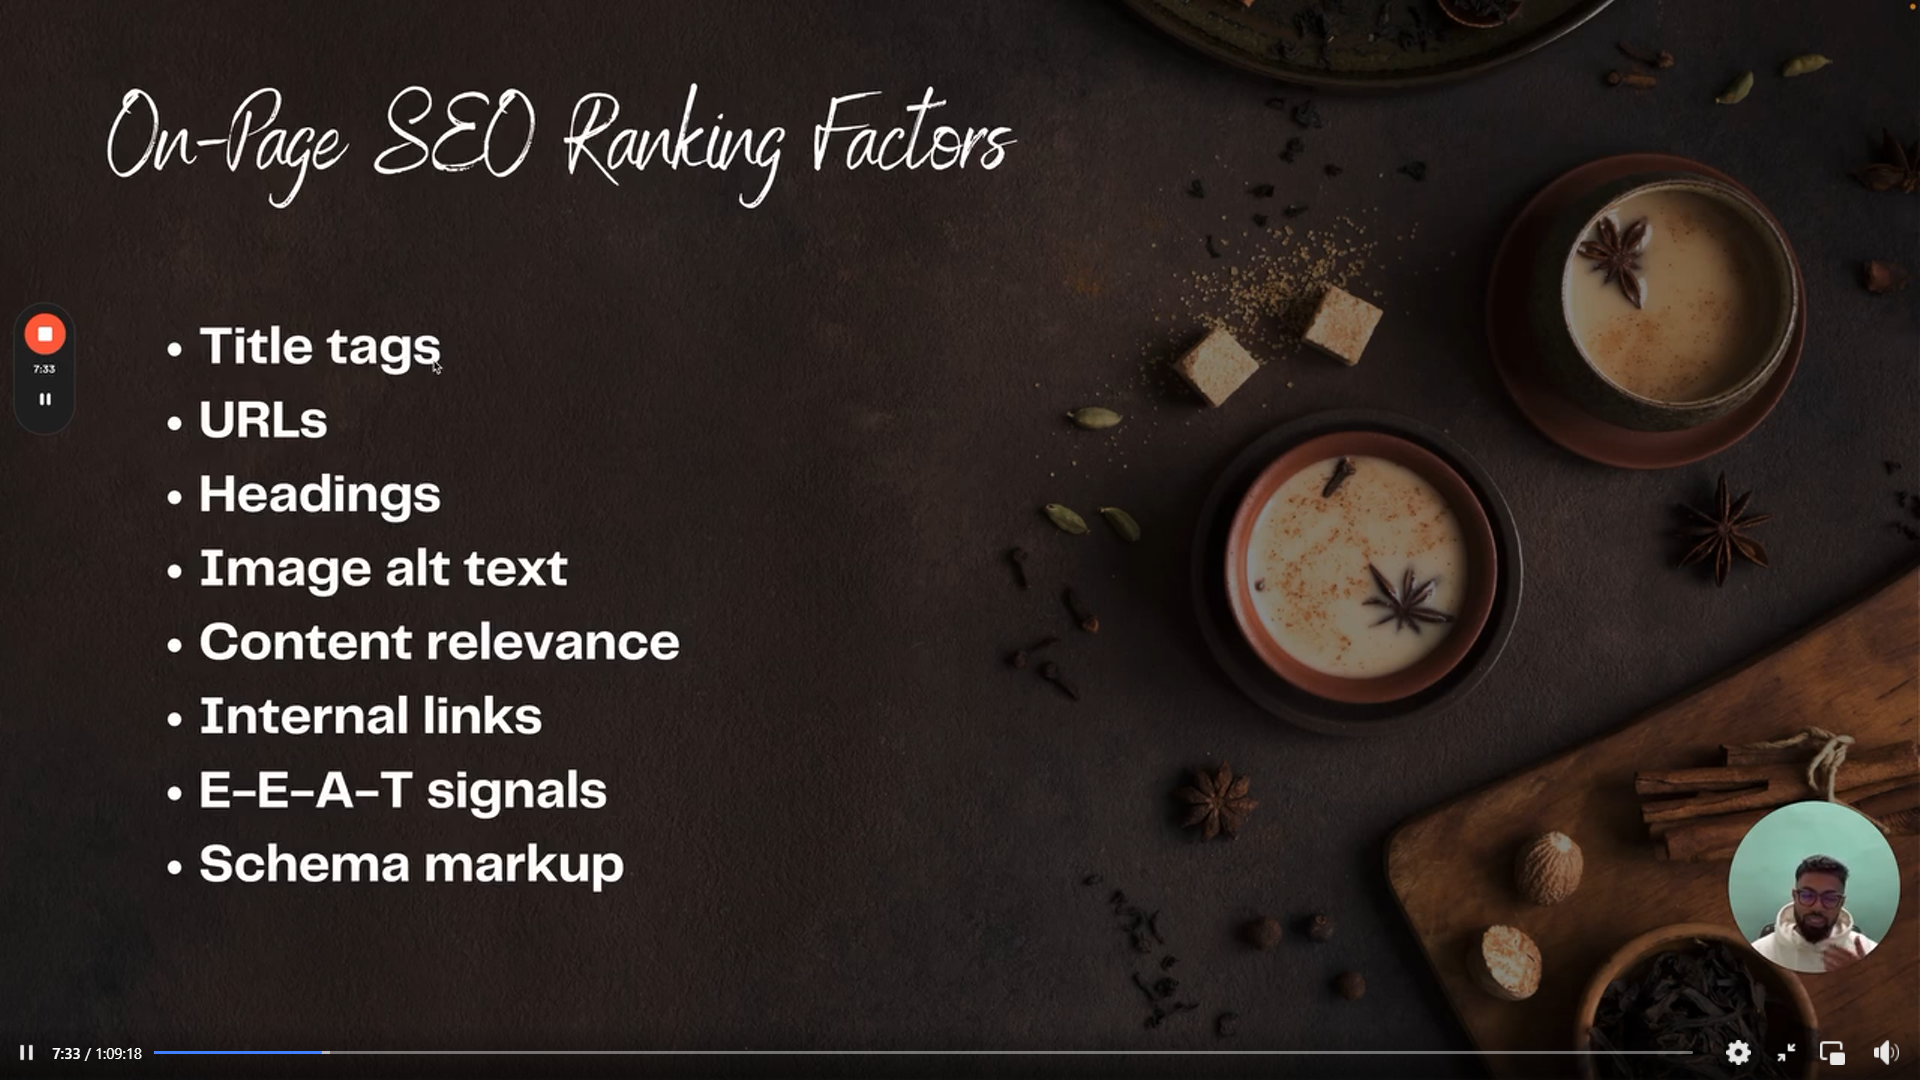 On-Page SEO Ranking Factors
• Title tags
7:33
• URLs
• Headings
• Image alt text
• Content relevance
• Internal links
• E-E-A-T signals
• Schema markup
7:33 / 1:09:18